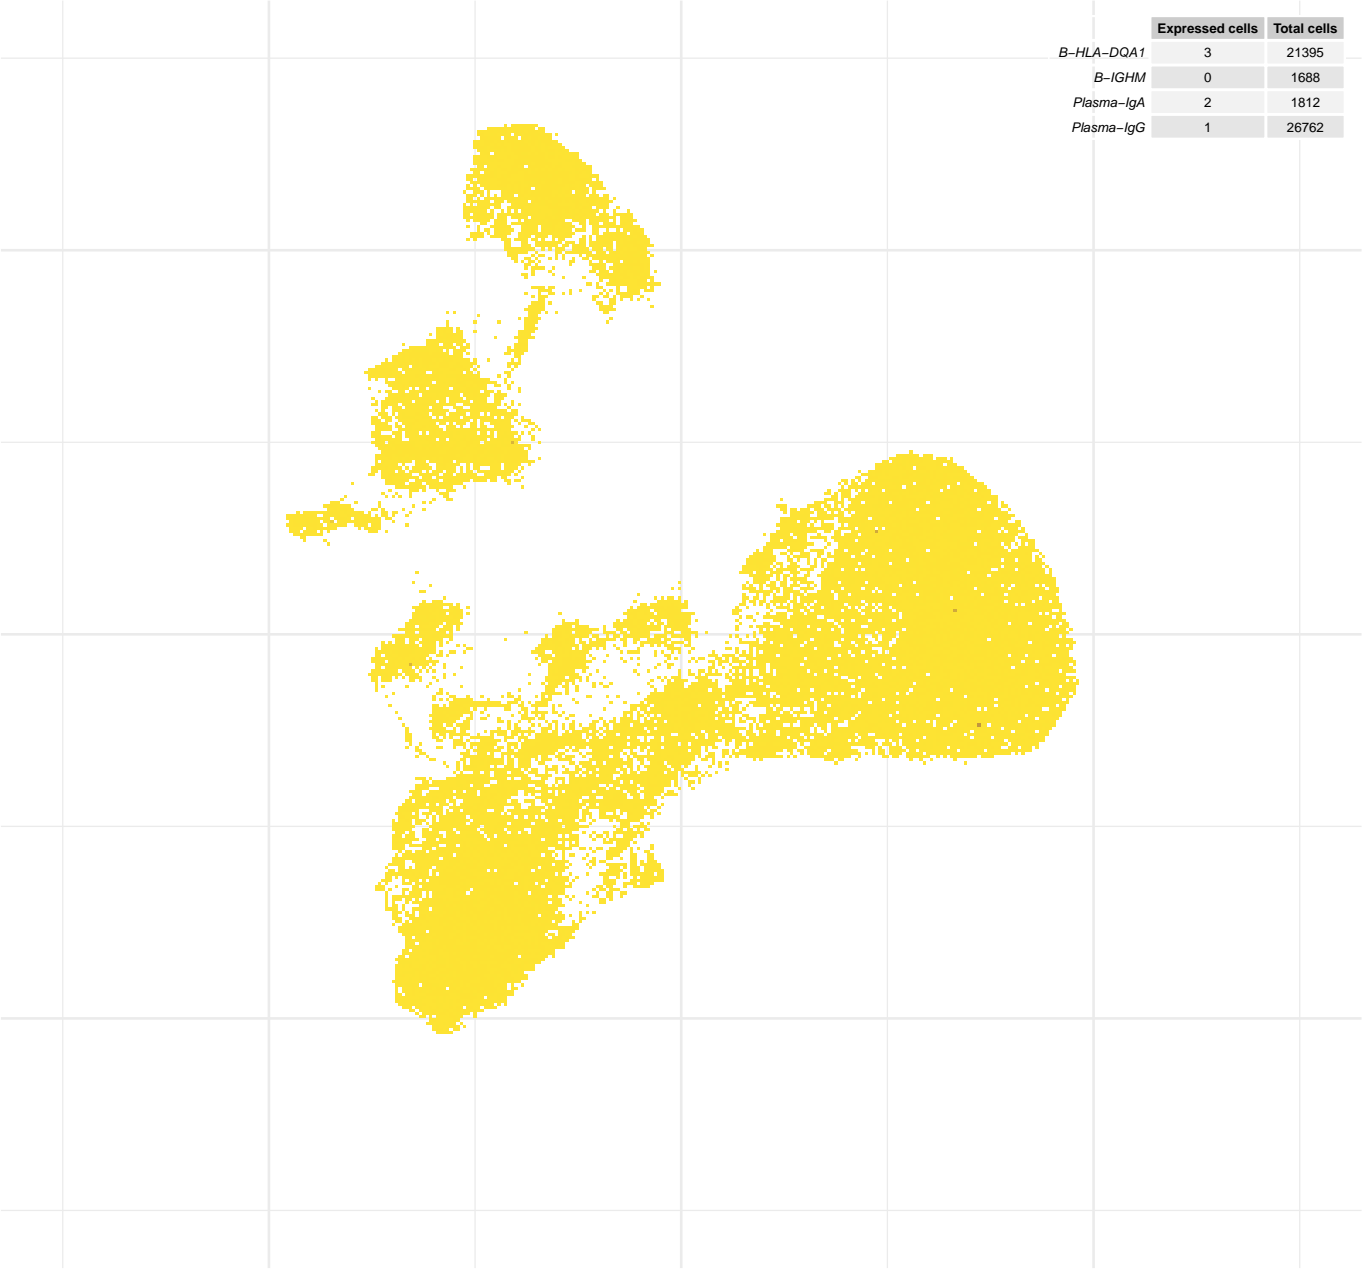 Expressed cells Total cells
B−HLA−DQA1 3 21395
B−IGHM 0 1688
Plasma−IgA 2 1812
Plasma−IgG 1 26762